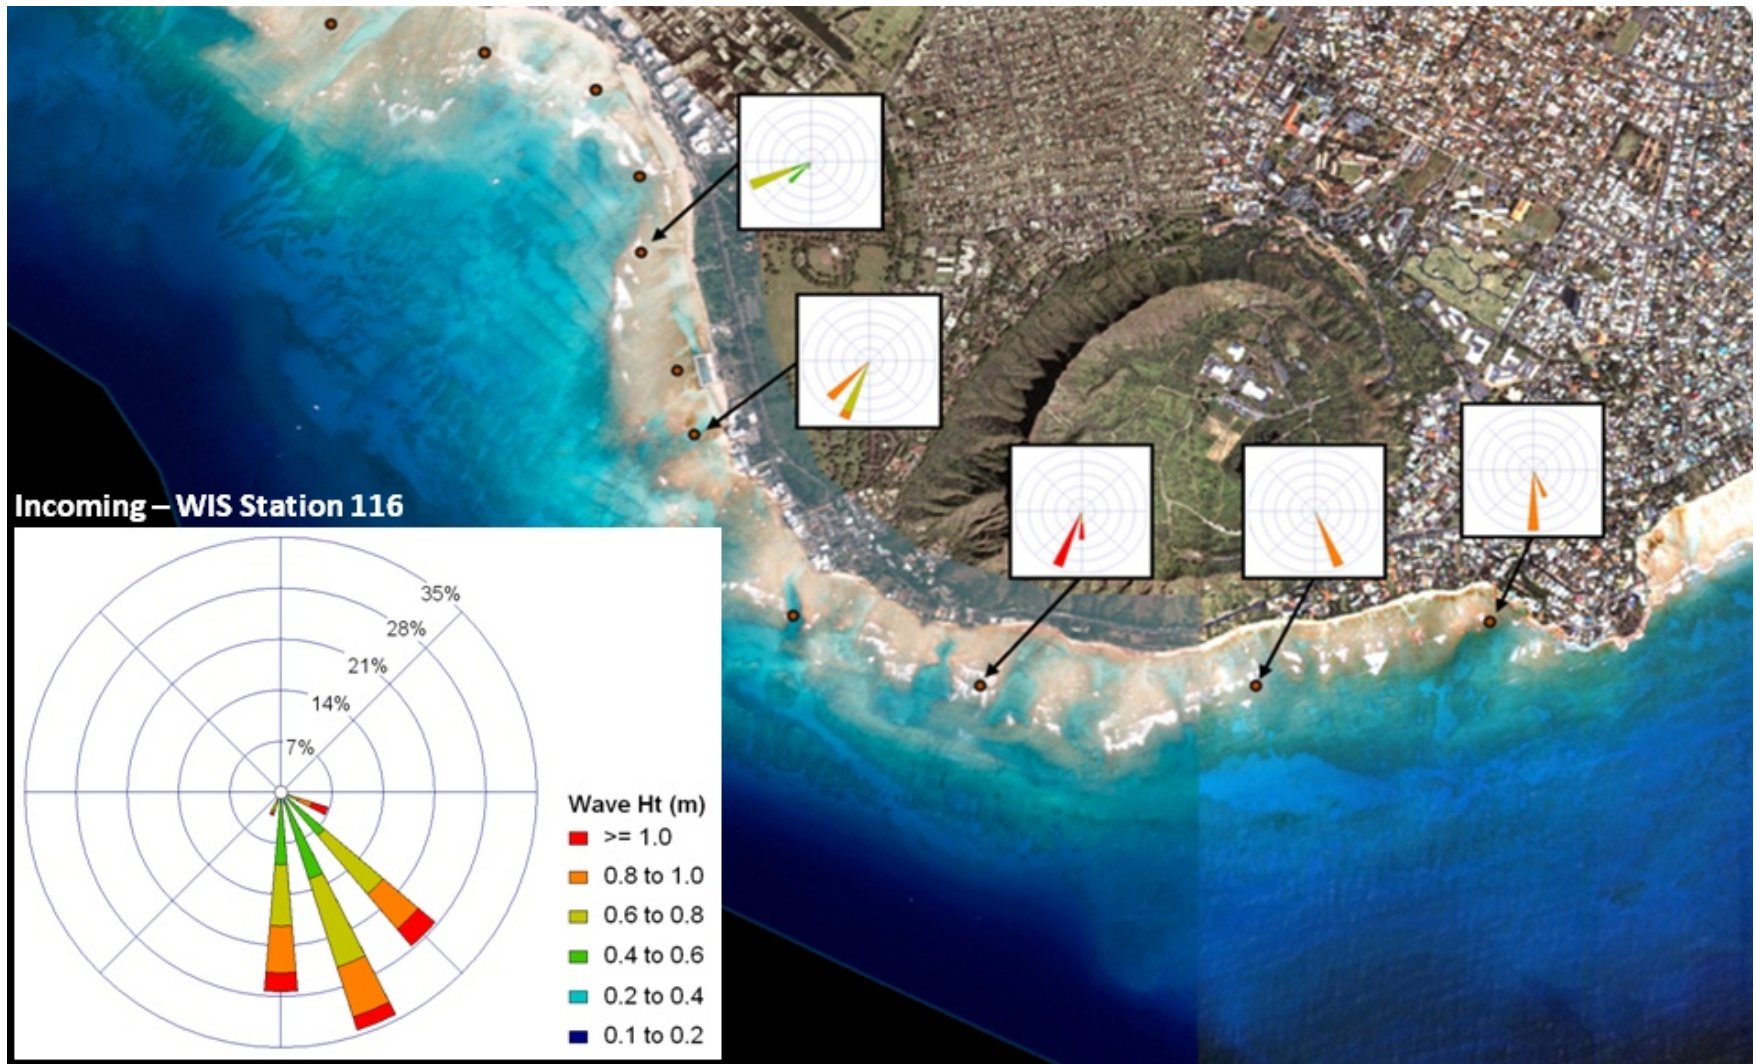 Incoming – WIS Station 116
35%
28%
21%
14%
7%
Wave Ht (m)
>= 1.0
0.8 to 1.0
0.6 to 0.8
0.4 to 0.6
0.2 to 0.4
0.1 to 0.2